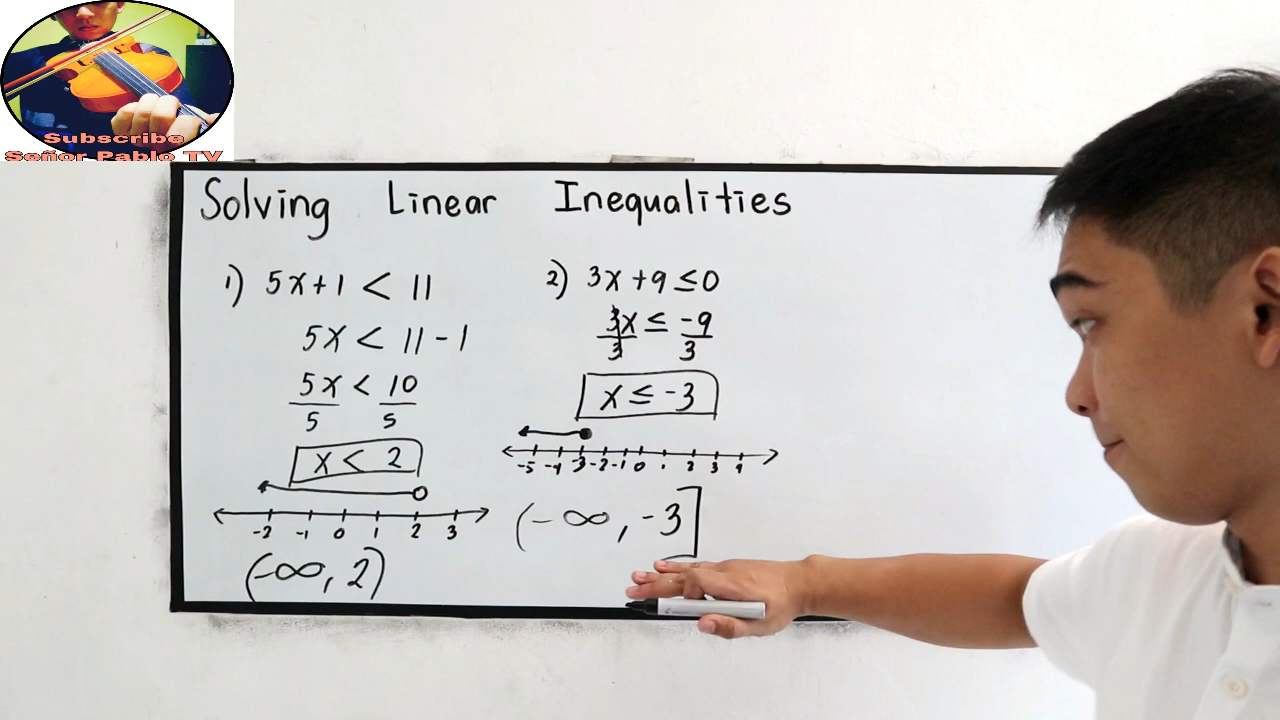 Subscribe
Señor Pablo TV
Solving Linear Inequalities
1) 5x+1 < 11
5x < 11 - 1
5x < 10
5 5
x < 2
-2 -1 0 1 2 3
(-∞, 2)
2) 3x +9 ≤ 0
3x ≤ -9
3 3
x ≤ -3
-5 -4 -3 -2 -1 0 1 2 3 4
(-∞, -3]